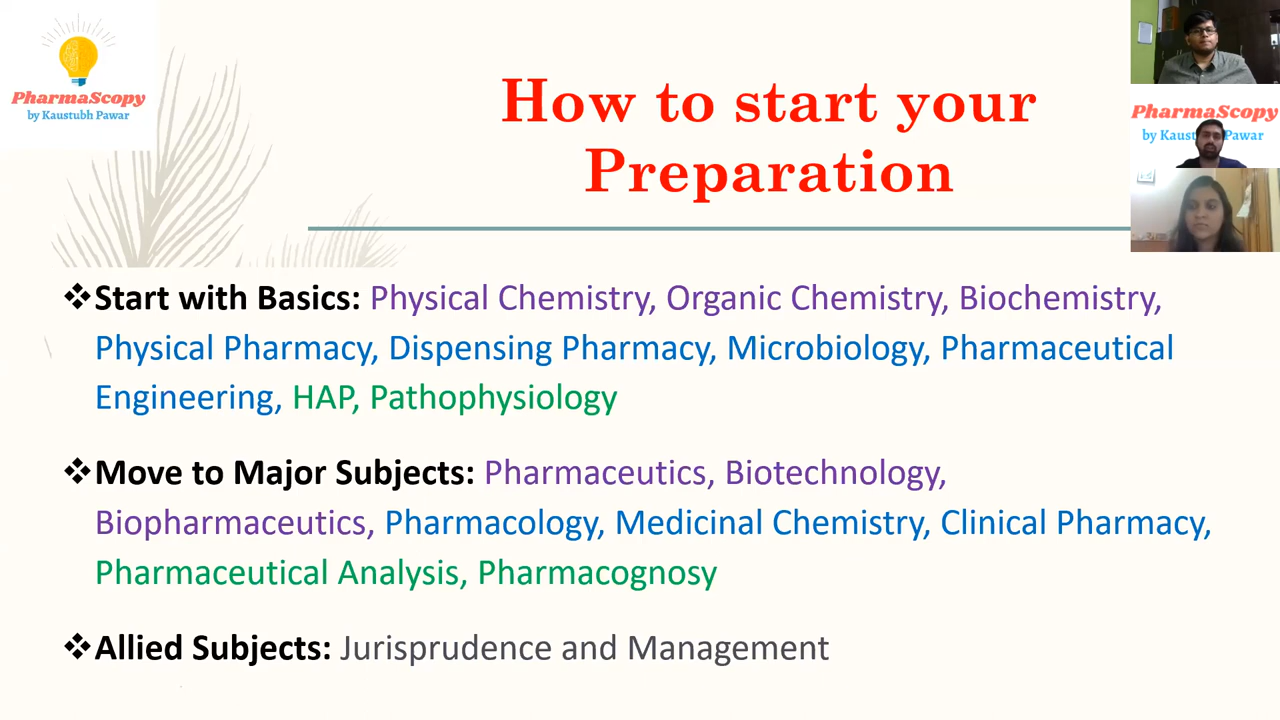 PharmaScopy
by Kaustubh Pawar
How to start your
Preparation
PharmaScopy
by Kaus Pawar
❖Start with Basics: Physical Chemistry, Organic Chemistry, Biochemistry,
Physical Pharmacy, Dispensing Pharmacy, Microbiology, Pharmaceutical
Engineering, HAP, Pathophysiology
❖Move to Major Subjects: Pharmaceutics, Biotechnology,
Biopharmaceutics, Pharmacology, Medicinal Chemistry, Clinical Pharmacy,
Pharmaceutical Analysis, Pharmacognosy
❖Allied Subjects: Jurisprudence and Management